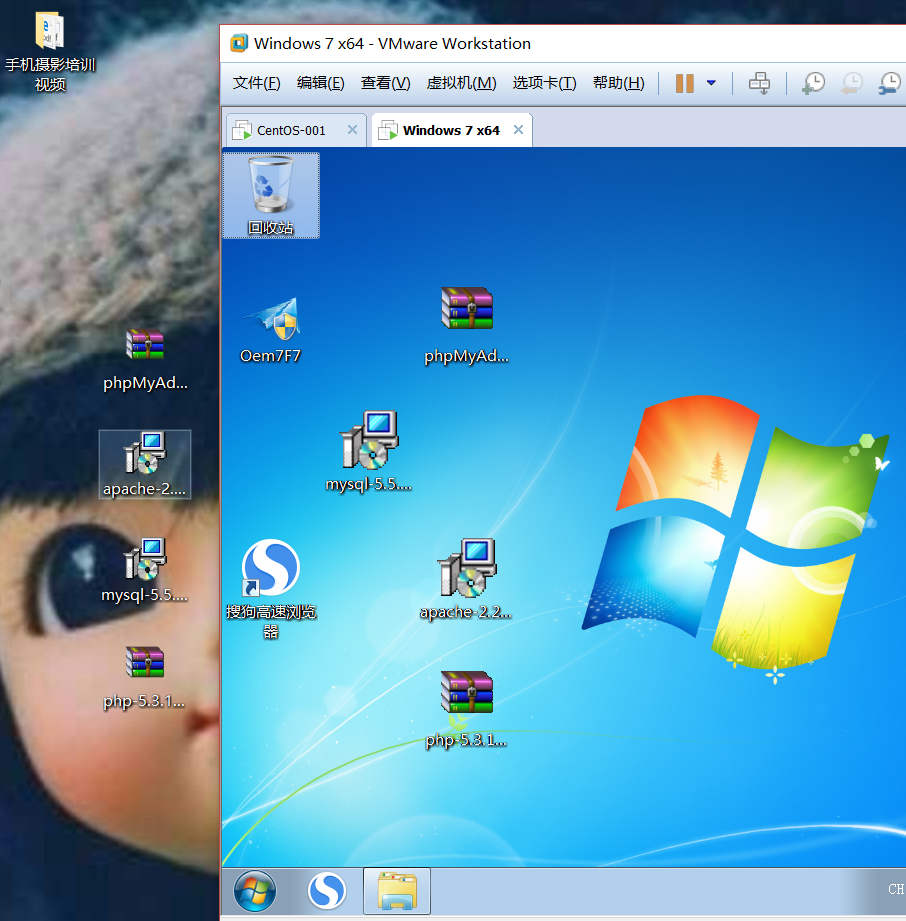 手机摄影培训
视频
Windows 7 x64 - VMware Workstation
文件(F) 编辑(E) 查看(V) 虚拟机(M) 选项卡(T) 帮助(H)
CentOS-001 Windows 7 x64
回收站
Oem7F7
phpMyAd...
phpMyAd...
mysql-5.5....
apache-2....
mysql-5.5....
搜狗高速浏览
器
apache-2.2...
php-5.3.1...
php-5.3.1...
CH